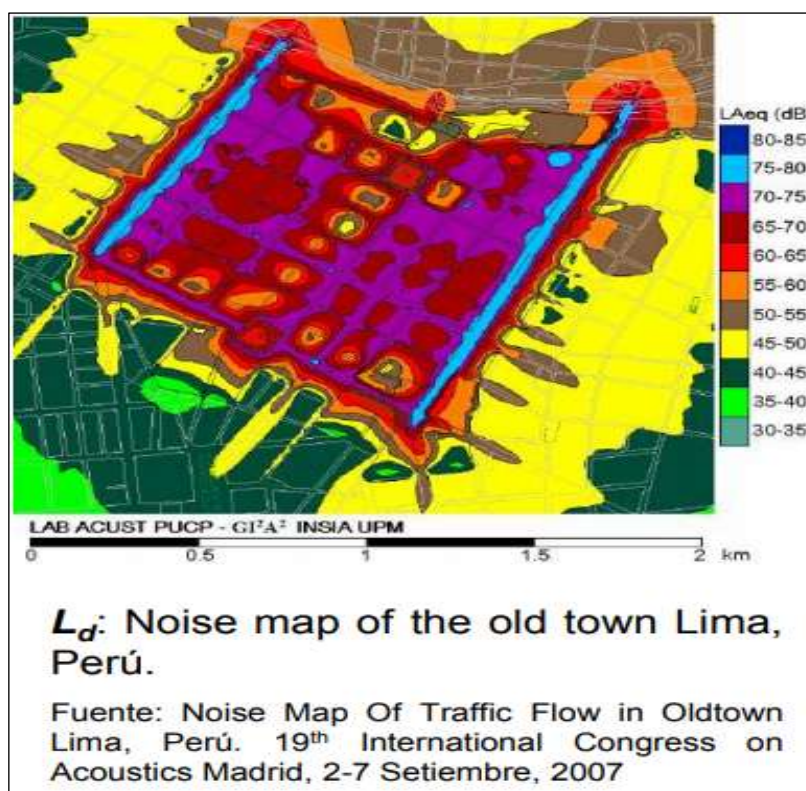 LAeq (dB
80-85
75-80
70-75
65-70
60-65
55-60
50-55
45-50
40-45
35-40
30-35
LAB ACUST PUCP - GI²A² INSIA UPM
0 0.5 1 1.5 2 km
L_d: Noise map of the old town Lima,
Perú.
Fuente: Noise Map Of Traffic Flow in Oldtown
Lima, Perú. 19th International Congress on
Acoustics Madrid, 2-7 Setiembre, 2007